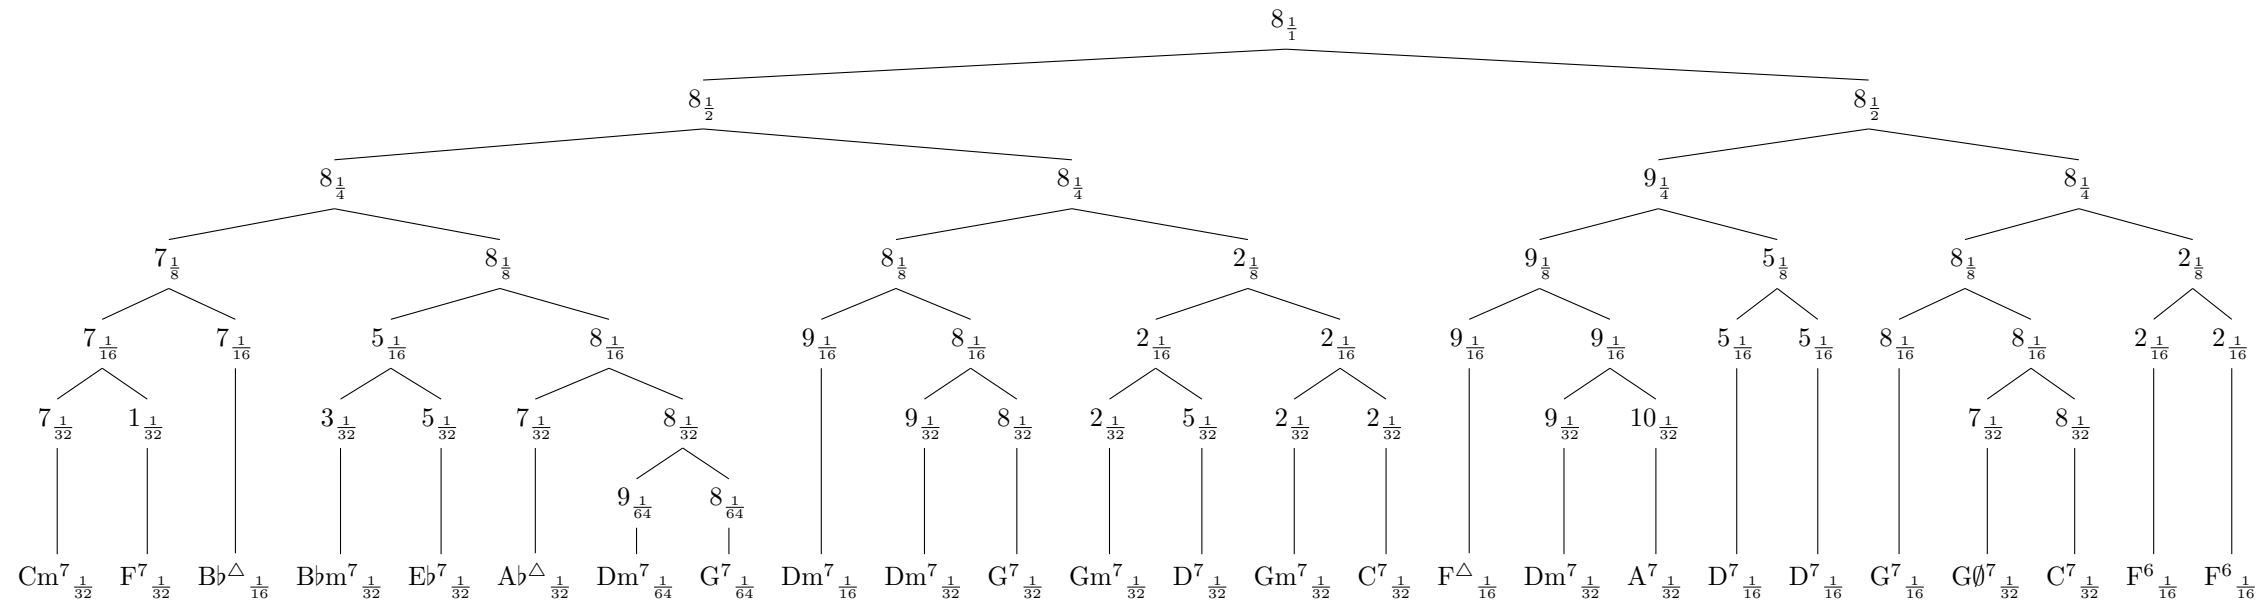 8 1/1
8 1/2 8 1/2
8 1/4 8 1/4 9 1/4 8 1/4
7 1/8 8 1/8 8 1/8 2 1/8 9 1/8 5 1/8 8 1/8 2 1/8
7 1/16 7 1/16 5 1/16 8 1/16 9 1/16 8 1/16 2 1/16 2 1/16 9 1/16 9 1/16 5 1/16 5 1/16 8 1/16 8 1/16 2 1/16 2 1/16
7 1/32 1 1/32 3 1/32 5 1/32 7 1/32 8 1/32 9 1/32 8 1/32 2 1/32 5 1/32 2 1/32 2 1/32 9 1/32 10 1/32 7 1/32 8 1/32
9 1/64 8 1/64
Cm⁷ 1/32 F⁷ 1/32 B♭△ 1/16 B♭m⁷ 1/32 E♭⁷ 1/32 A♭△ 1/32 Dm⁷ 1/64 G⁷ 1/64 Dm⁷ 1/16 Dm⁷ 1/32 G⁷ 1/32 Gm⁷ 1/32 D⁷ 1/32 Gm⁷ 1/32 C⁷ 1/32 F△ 1/16 Dm⁷ 1/32 A⁷ 1/32 D⁷ 1/16 D⁷ 1/16 G⁷ 1/16 G∅⁷ 1/32 C⁷ 1/32 F⁶ 1/16 F⁶ 1/16